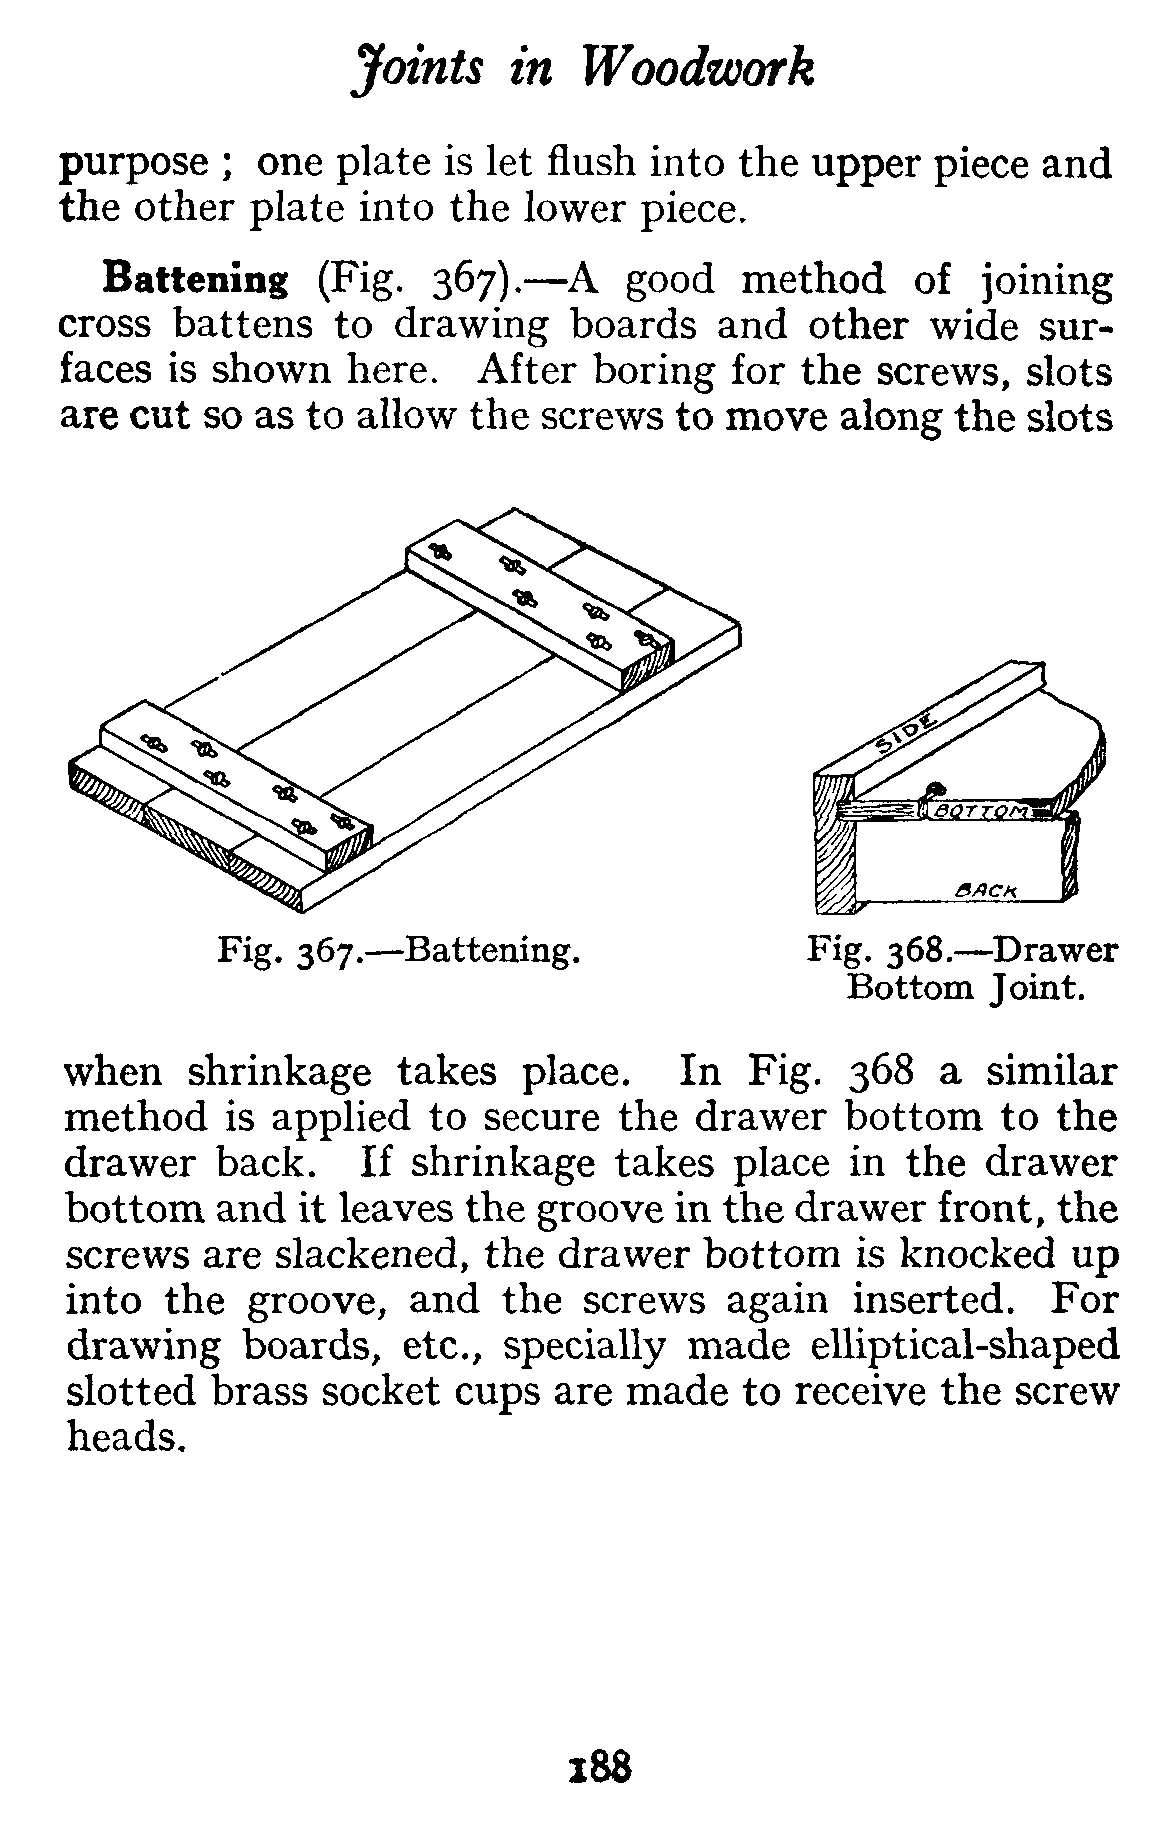 Joints in Woodwork
purpose ; one plate is let flush into the upper piece and
the other plate into the lower piece.
Battening (Fig. 367).—A good method of joining
cross battens to drawing boards and other wide sur-
faces is shown here. After boring for the screws, slots
are cut so as to allow the screws to move along the slots
SIDE
BOTTOM
BACK
Fig. 367.—Battening.
Fig. 368.—Drawer
Bottom Joint.
when shrinkage takes place. In Fig. 368 a similar
method is applied to secure the drawer bottom to the
drawer back. If shrinkage takes place in the drawer
bottom and it leaves the groove in the drawer front, the
screws are slackened, the drawer bottom is knocked up
into the groove, and the screws again inserted. For
drawing boards, etc., specially made elliptical-shaped
slotted brass socket cups are made to receive the screw
heads.
188